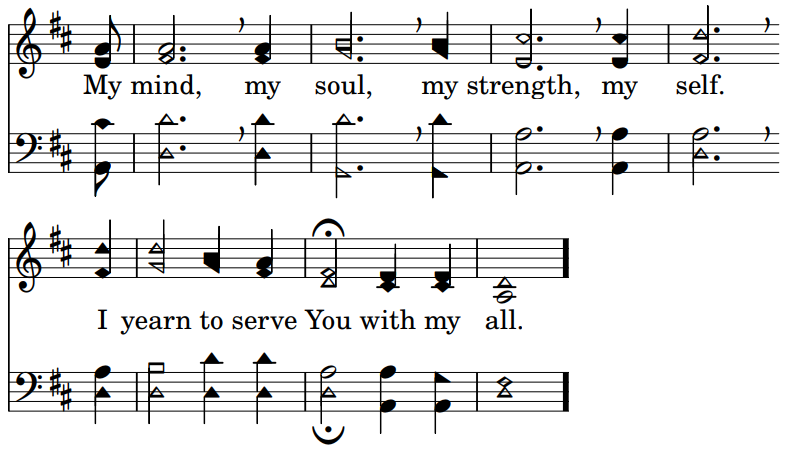 My mind, my soul, my strength, my self.
I yearn to serve You with my all.